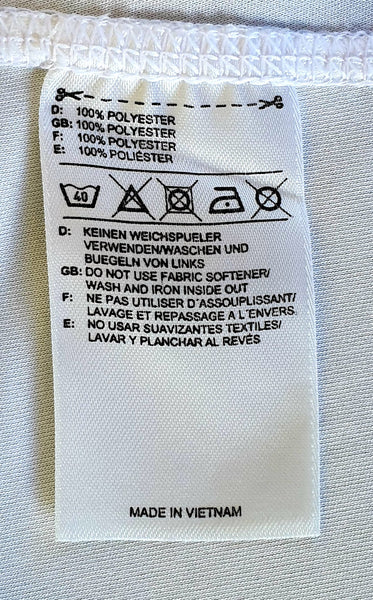 D: 100% POLYESTER
GB: 100% POLYESTER
F: 100% POLYESTER
E: 100% POLIÉSTER
40
D: KEINEN WEICHSPUELER
VERWENDEN/WASCHEN UND
BUEGELN VON LINKS
GB: DO NOT USE FABRIC SOFTENER/
WASH AND IRON INSIDE OUT
F: NE PAS UTILISER D´ASSOUPLISSANT/
LAVAGE ET REPASSAGE A L´ENVERS.
E: NO USAR SUAVIZANTES TEXTILES/
LAVAR Y PLANCHAR AL REVÉS
MADE IN VIETNAM